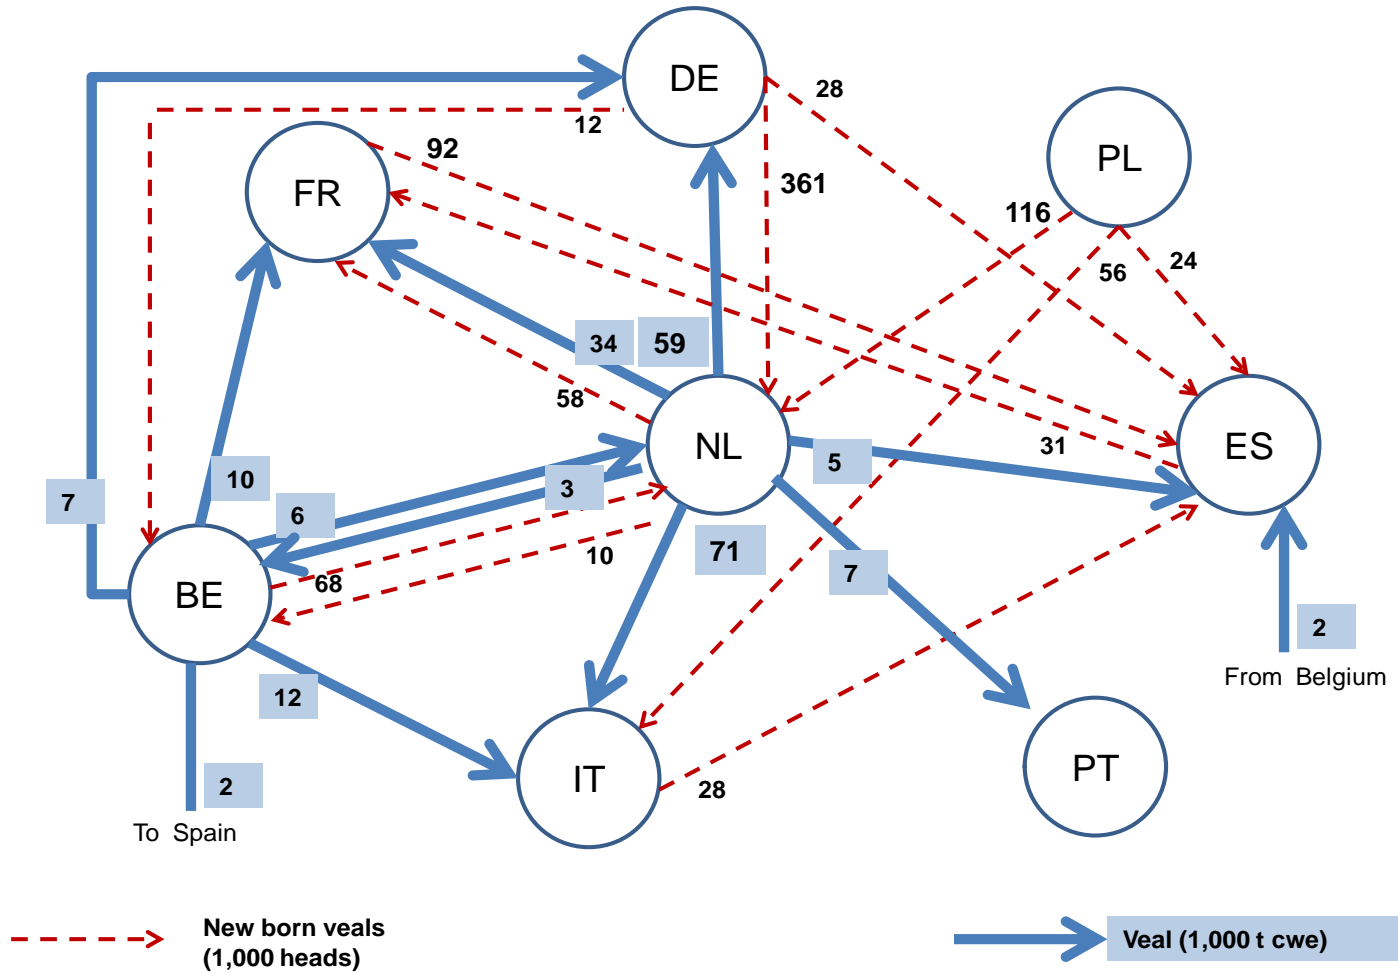 DE
28
12
92
FR
PL
361
116
56
24
34
59
58
NL
ES
31
5
10
7
3
6
10
71
68
7
BE
2
From Belgium
12
IT
PT
28
2
To Spain
New born veals
(1,000 heads)
Veal (1,000 t cwe)